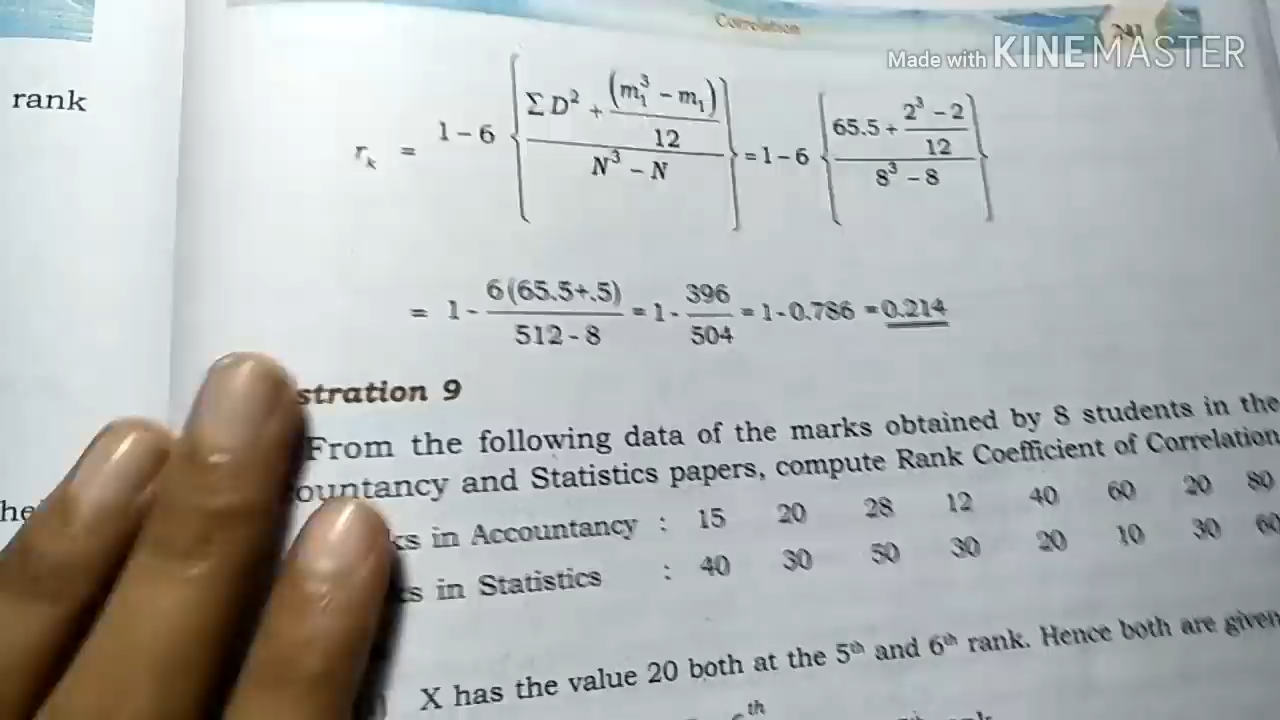 Correlation
241
Made with KINEMASTER
rank
r_k = 1 – 6 { (ΣD² + (m₁³ – m₁)/12) / (N³ – N) } = 1 – 6 { (65.5 + (2³ – 2)/12) / (8³ – 8) }
= 1 - 6(65.5+.5)/(512 - 8) = 1 - 396/504 = 1 - 0.786 = 0.214
stration 9
From the following data of the marks obtained by 8 students in the
ountancy and Statistics papers, compute Rank Coefficient of Correlation
ks in Accountancy : 15 20 28 12 40 60 20 80
s in Statistics : 40 30 50 30 20 10 30 60
he
X has the value 20 both at the 5th and 6th rank. Hence both are given
th